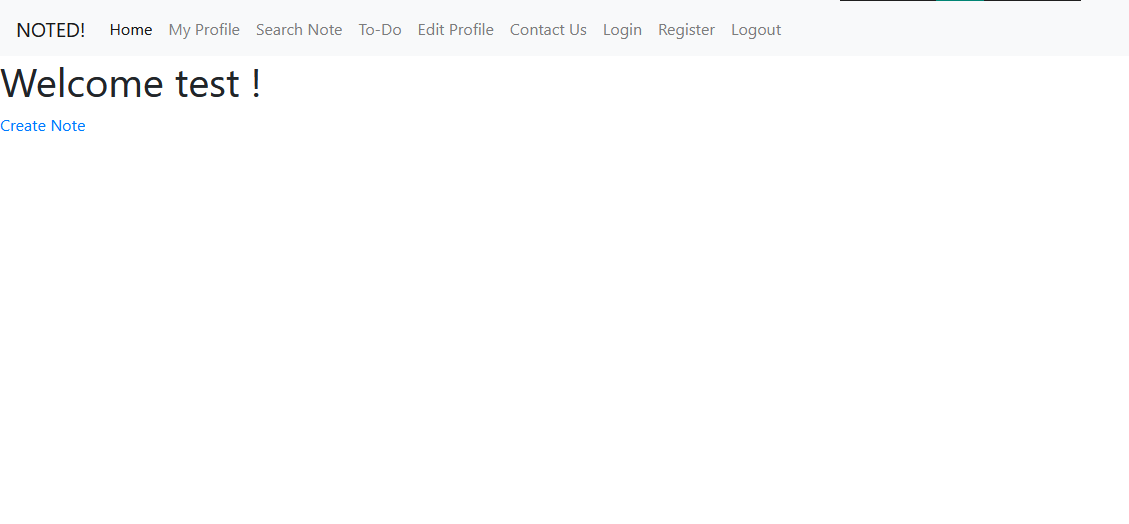 NOTED! Home My Profile Search Note To-Do Edit Profile Contact Us Login Register Logout
Welcome test !
Create Note